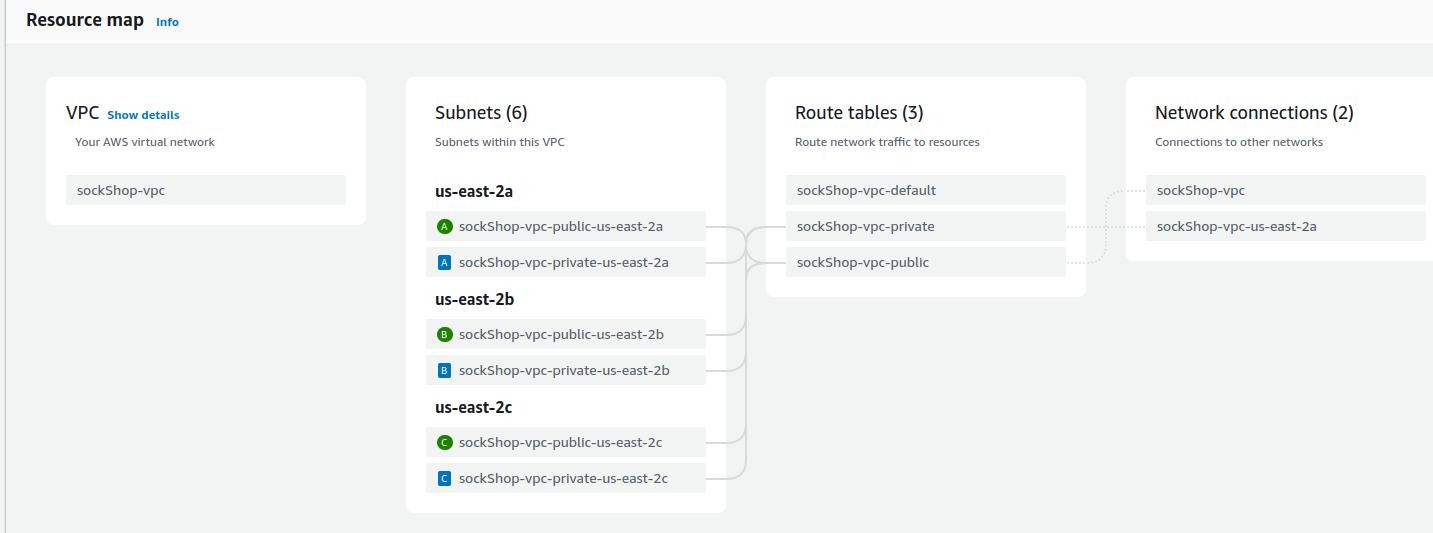 Resource map Info
VPC Show details
Your AWS virtual network
sockShop-vpc
Subnets (6)
Subnets within this VPC
us-east-2a
A sockShop-vpc-public-us-east-2a
A sockShop-vpc-private-us-east-2a
us-east-2b
B sockShop-vpc-public-us-east-2b
B sockShop-vpc-private-us-east-2b
us-east-2c
C sockShop-vpc-public-us-east-2c
C sockShop-vpc-private-us-east-2c
Route tables (3)
Route network traffic to resources
sockShop-vpc-default
sockShop-vpc-private
sockShop-vpc-public
Network connections (2)
Connections to other networks
sockShop-vpc
sockShop-vpc-us-east-2a